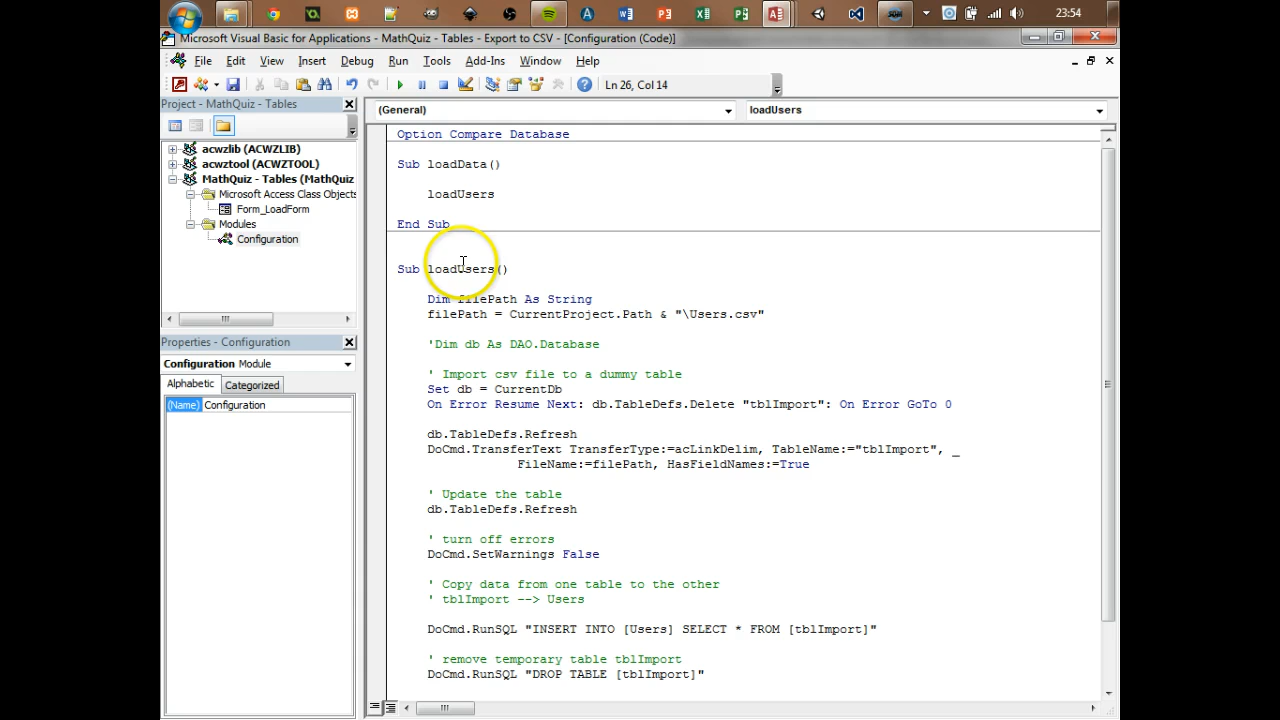 23:54
Microsoft Visual Basic for Applications - MathQuiz - Tables - Export to CSV - [Configuration (Code)]
File Edit View Insert Debug Run Tools Add-Ins Window Help
Ln 26, Col 14
Project - MathQuiz - Tables
(General) loadUsers
acwzlib (ACWZLIB)
acwztool (ACWZTOOL)
MathQuiz - Tables (MathQuiz
Microsoft Access Class Objects
Form_LoadForm
Modules
Configuration
Properties - Configuration
Configuration Module
Alphabetic Categorized
(Name) Configuration
Option Compare Database
Sub loadData()
loadUsers
End Sub
Sub loadUsers()
Dim filePath As String
filePath = CurrentProject.Path & "\Users.csv"
'Dim db As DAO.Database
' Import csv file to a dummy table
Set db = CurrentDb
On Error Resume Next: db.TableDefs.Delete "tblImport": On Error GoTo 0
db.TableDefs.Refresh
DoCmd.TransferText TransferType:=acLinkDelim, TableName:="tblImport", _
FileName:=filePath, HasFieldNames:=True
' Update the table
db.TableDefs.Refresh
' turn off errors
DoCmd.SetWarnings False
' Copy data from one table to the other
' tblImport --> Users
DoCmd.RunSQL "INSERT INTO [Users] SELECT * FROM [tblImport]"
' remove temporary table tblImport
DoCmd.RunSQL "DROP TABLE [tblImport]"